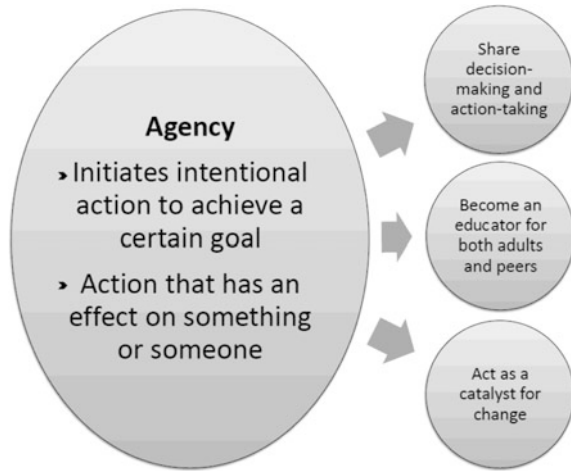 Agency
➤ Initiates intentional
action to achieve a
certain goal
➤ Action that has an
effect on something
or someone
Share
decision-
making and
action-taking
Become an
educator for
both adults
and peers
Act as a
catalyst for
change